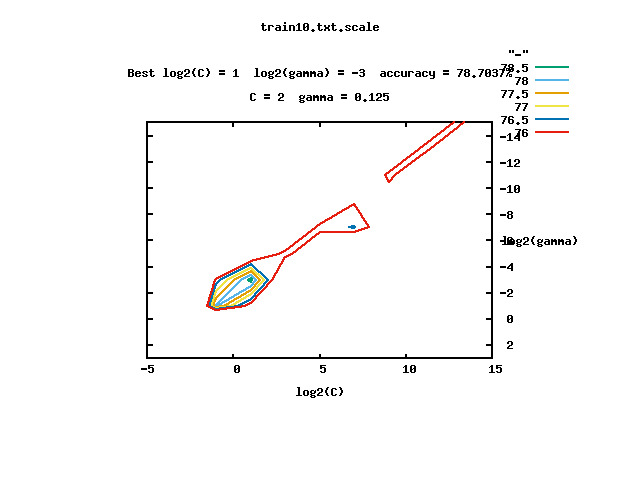 train10.txt.scale
"-"
Best log2(C) = 1  log2(gamma) = -3  accuracy = 78.7037%
78.5
78
77.5
77
76.5
76
C = 2  gamma = 0.125
-14
-12
-10
-8
-6
log2(gamma)
-4
-2
0
2
-5 0 5 10 15
log2(C)